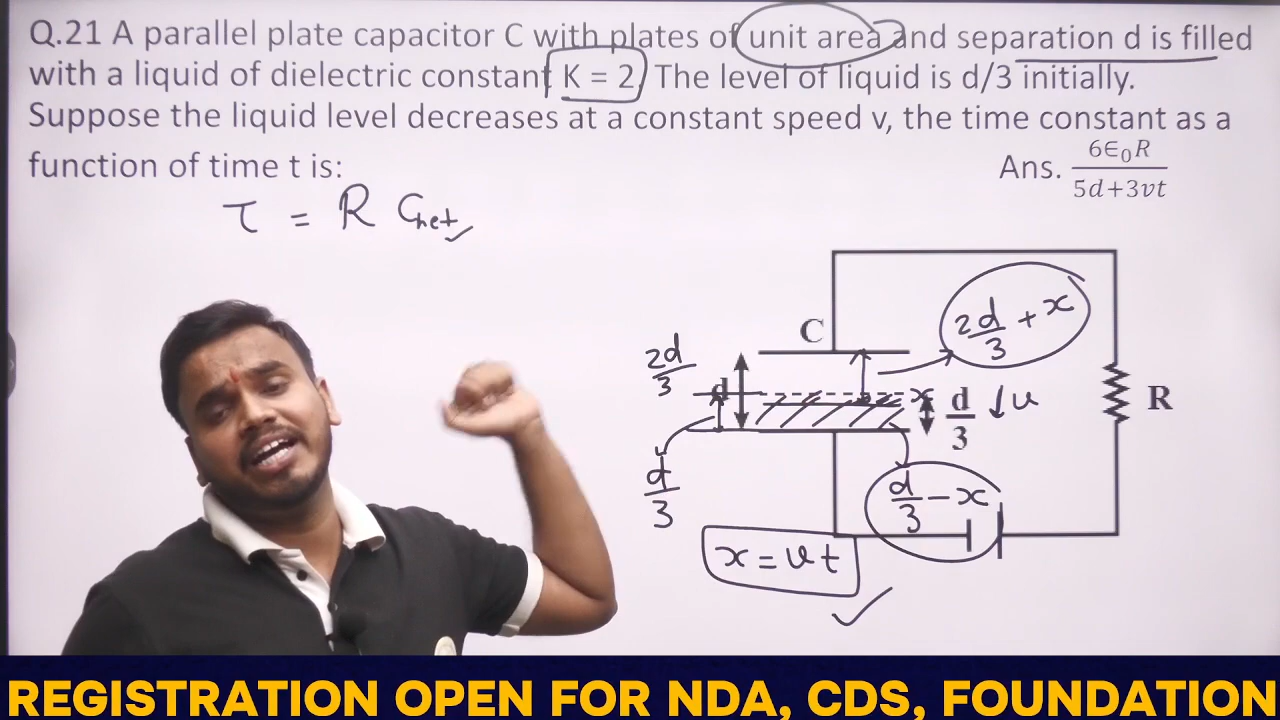 Q.21 A parallel plate capacitor C with plates of unit area and separation d is filled
with a liquid of dielectric constant K = 2. The level of liquid is d/3 initially.
Suppose the liquid level decreases at a constant speed v, the time constant as a
function of time t is:
Ans. 6∈₀R / 5d+3vt
τ = R Cnet
C
2d/3 + x
2d/3
d
x
d/3
↓v
R
d/3
d/3 − x
x = vt
REGISTRATION OPEN FOR NDA, CDS, FOUNDATION